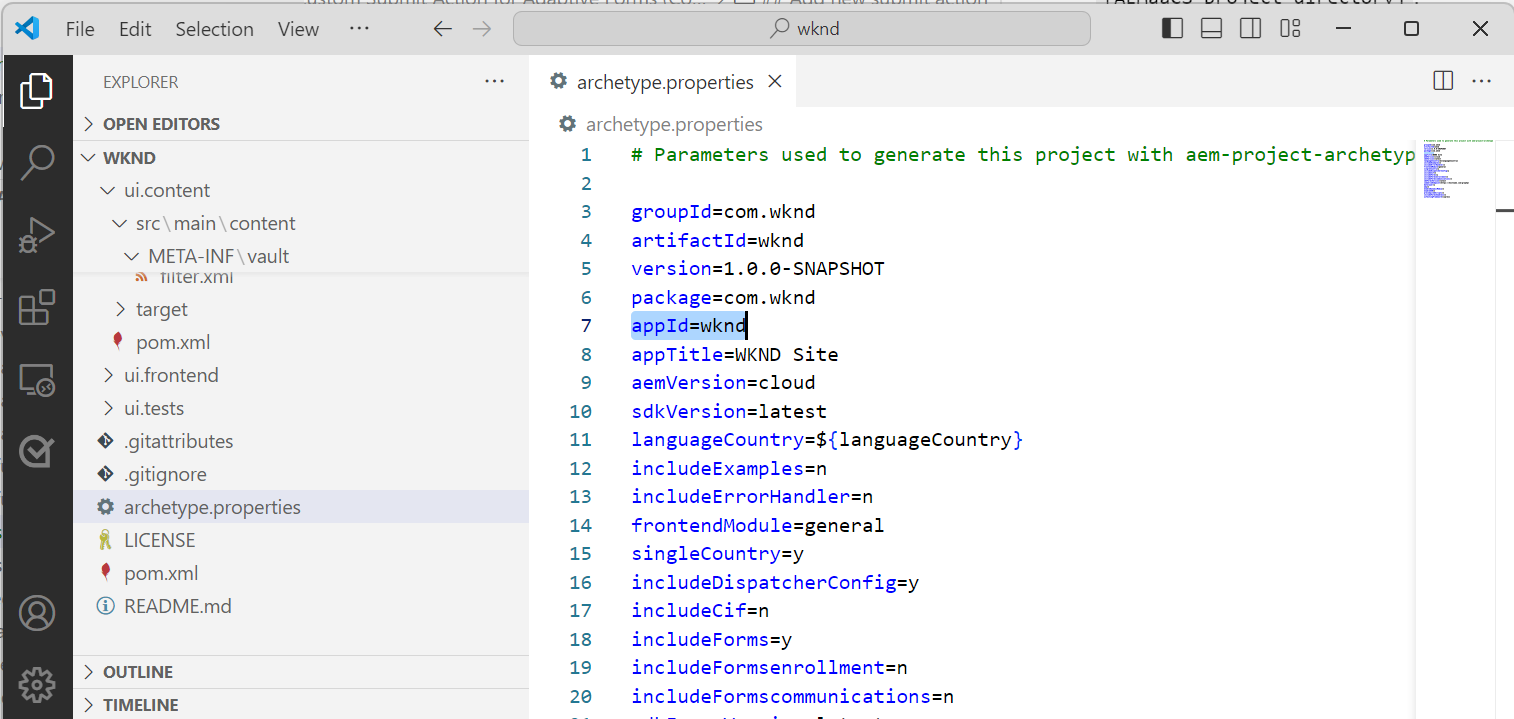 File Edit Selection View ··· wknd
EXPLORER ···
OPEN EDITORS
WKND
ui.content
src\main\content
META-INF\vault
filter.xml
target
pom.xml
ui.frontend
ui.tests
.gitattributes
.gitignore
archetype.properties
LICENSE
pom.xml
README.md
OUTLINE
TIMELINE
archetype.properties
archetype.properties
1 # Parameters used to generate this project with aem-project-archetyp
2
3 groupId=com.wknd
4 artifactId=wknd
5 version=1.0.0-SNAPSHOT
6 package=com.wknd
7 appId=wknd
8 appTitle=WKND Site
9 aemVersion=cloud
10 sdkVersion=latest
11 languageCountry=${languageCountry}
12 includeExamples=n
13 includeErrorHandler=n
14 frontendModule=general
15 singleCountry=y
16 includeDispatcherConfig=y
17 includeCif=n
18 includeForms=y
19 includeFormsenrollment=n
20 includeFormscommunications=n